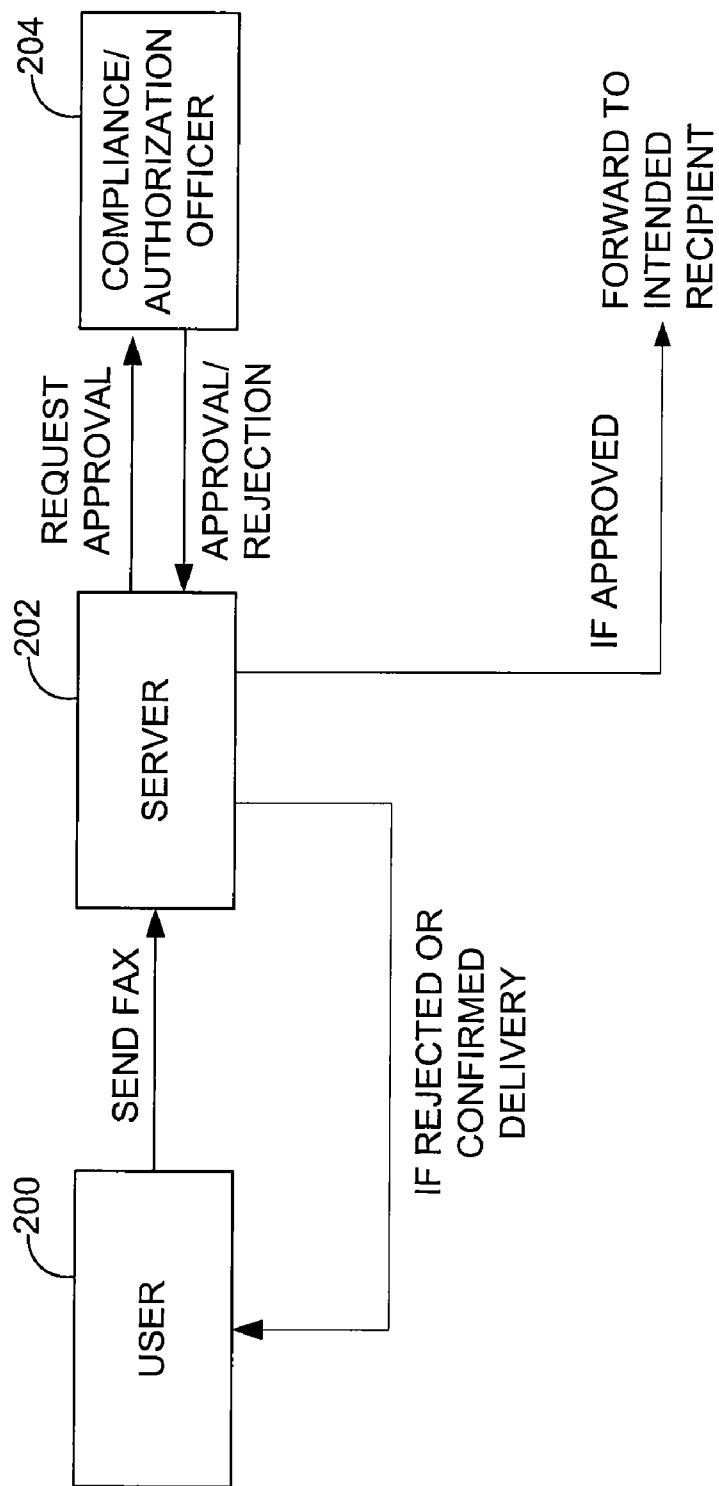 200
USER
SEND FAX
202
SERVER
REQUEST
APPROVAL
APPROVAL/
REJECTION
204
COMPLIANCE/
AUTHORIZATION
OFFICER
IF REJECTED OR
CONFIRMED
DELIVERY
IF APPROVED
FORWARD TO
INTENDED
RECIPIENT